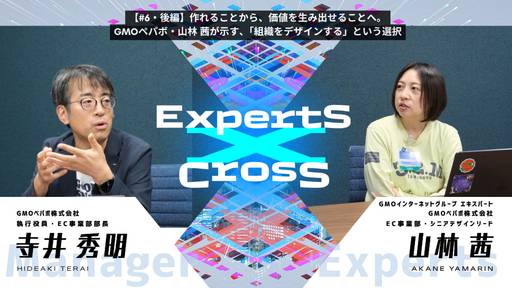 【#6・後編】作れることから、価値を生み出せることへ。
GMOペパボ・山林 茜が示す、「組織をデザインする」という選択
ExpertS
CrosS
GMOペパボ株式会社
執行役員・EC事業部部長
寺井 秀明
HIDEAKI TERAI
GMOインターネットグループ エキスパート
GMOペパボ株式会社
EC事業部・シニアデザインリード
山林 茜
AKANE YAMARIN
Experts